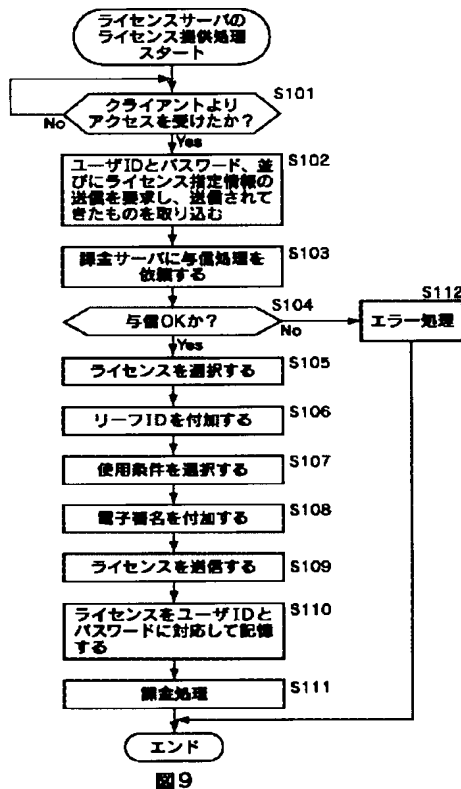 ライセンスサーバの
ライセンス提供処理
スタート
S101
クライアントより
アクセスを受けたか？
No
Yes
S102
ユーザIDとパスワード、並
びにライセンス指定情報の
送信を要求し、送信されて
きたものを取り込む
S103
課金サーバに与信処理を
依頼する
S104
与信OKか？
No
Yes
S112
エラー処理
S105
ライセンスを選択する
S106
リーフIDを付加する
S107
使用条件を選択する
S108
電子署名を付加する
S109
ライセンスを送信する
S110
ライセンスをユーザIDと
パスワードに対応して記憶
する
S111
課金処理
エンド
図9